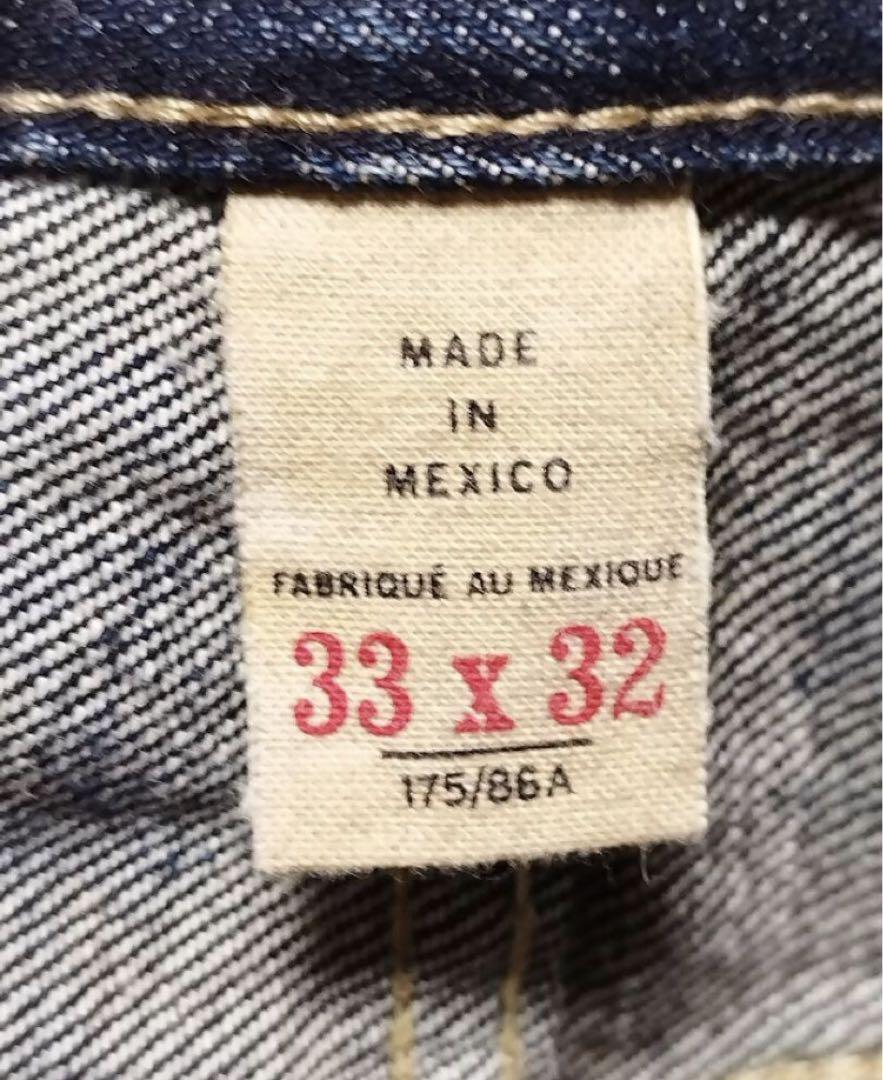 MADE
IN
MEXICO
FABRIQUÉ AU MEXIQUE
33 x 32
175/86A